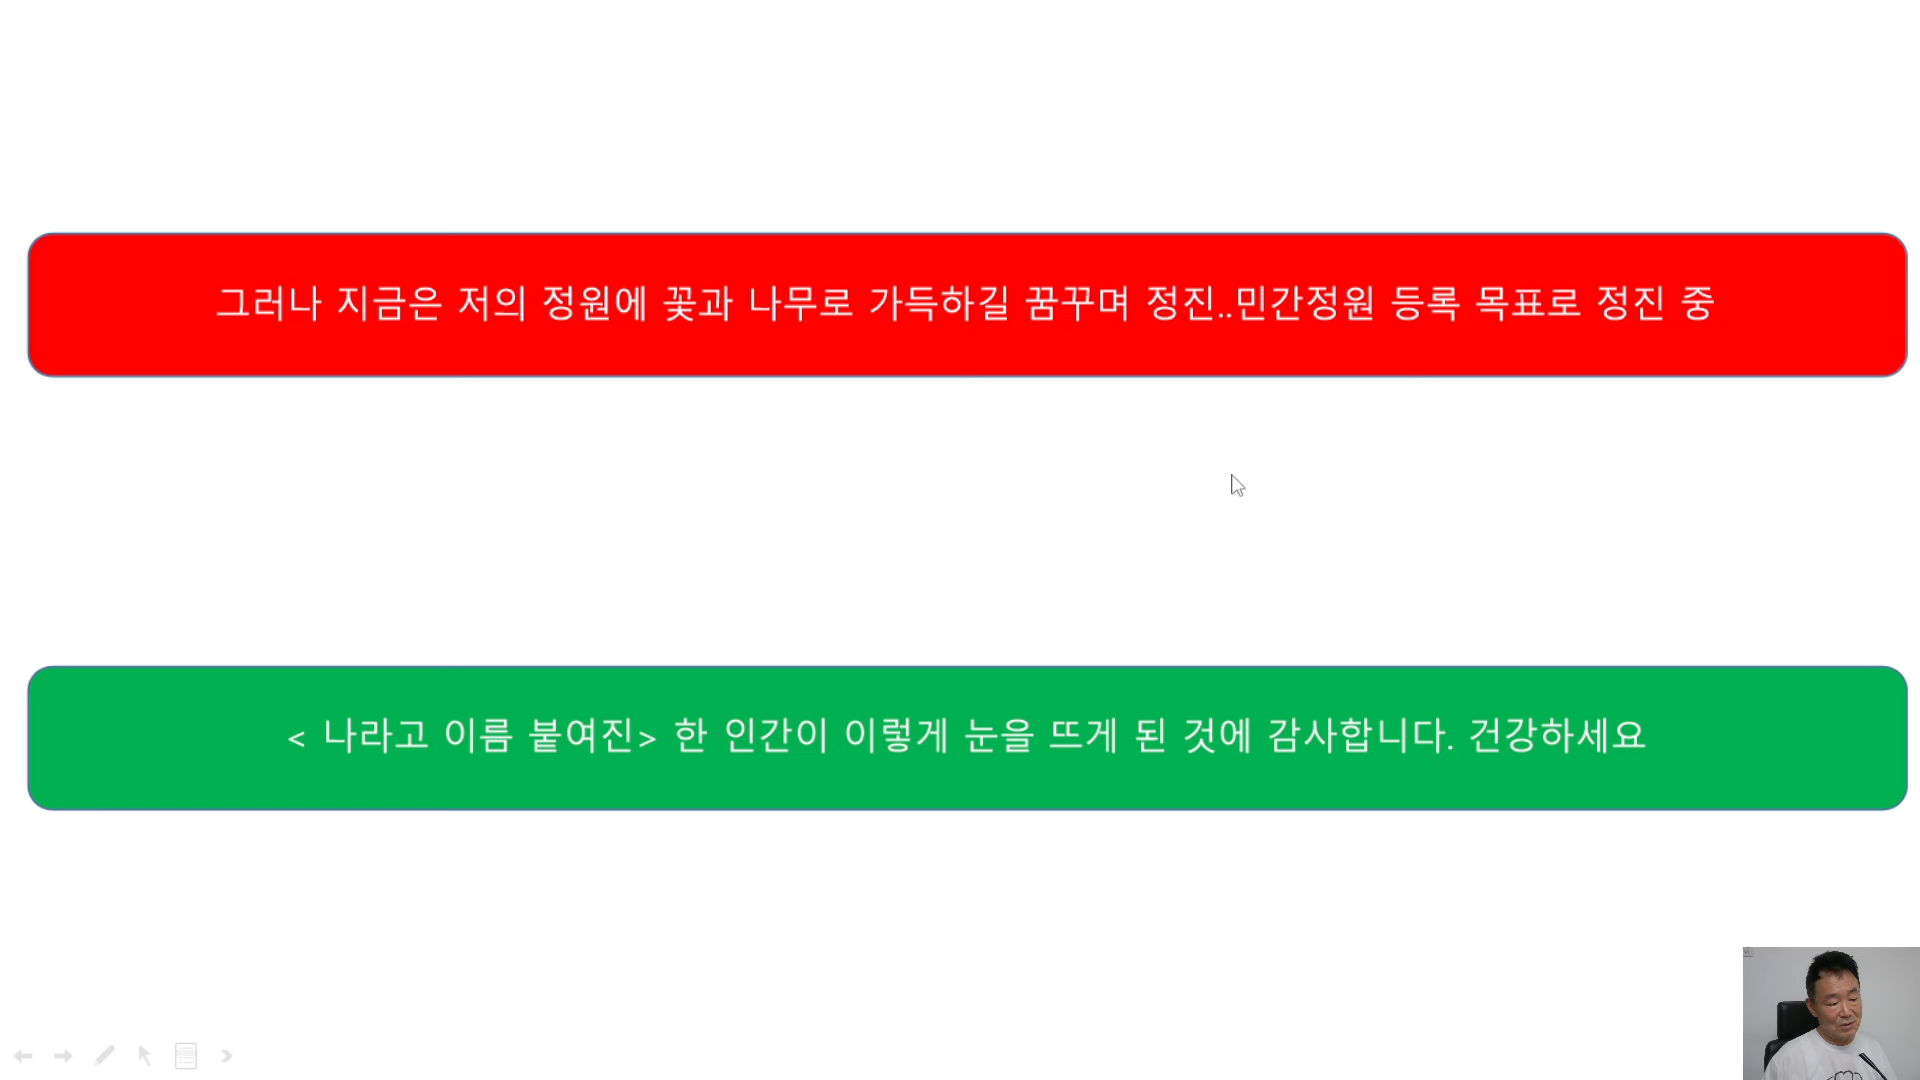 그러나 지금은 저의 정원에 꽃과 나무로 가득하길 꿈꾸며 정진..민간정원 등록 목표로 정진 중
< 나라고 이름 붙여진> 한 인간이 이렇게 눈을 뜨게 된 것에 감사합니다. 건강하세요